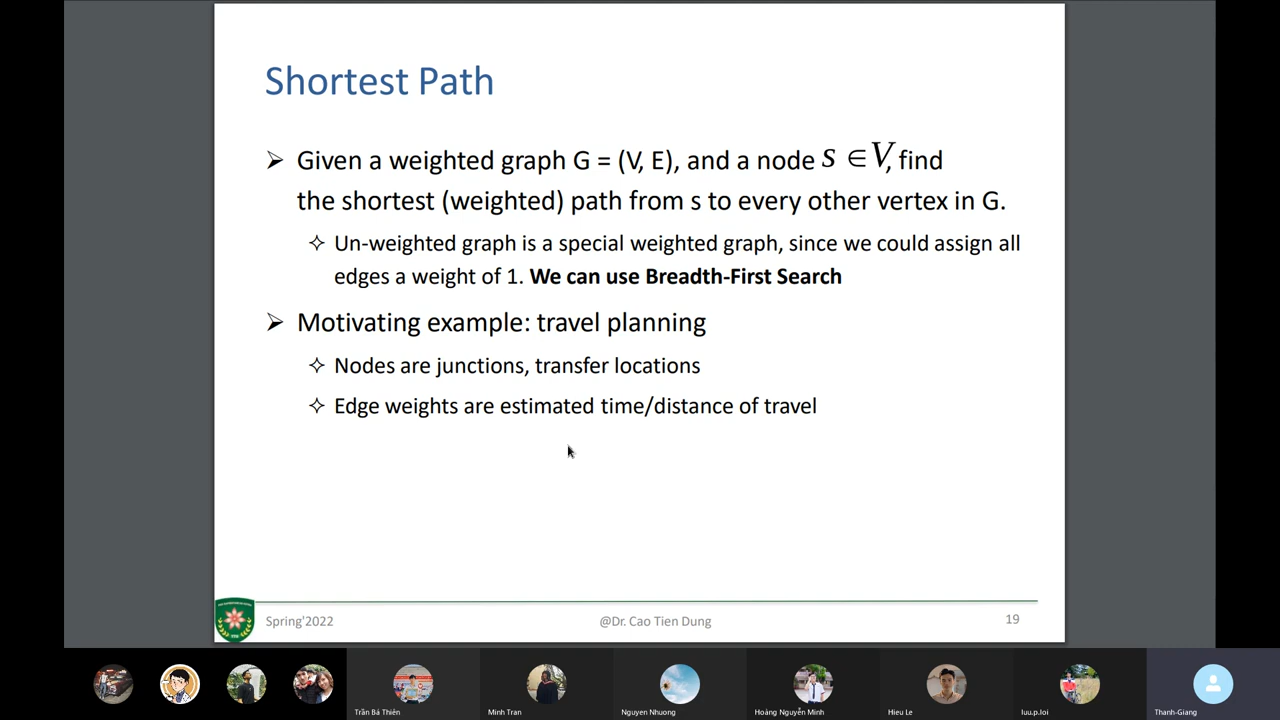 Shortest Path
Given a weighted graph G = (V, E), and a node s ∈ V, find
the shortest (weighted) path from s to every other vertex in G.
Un-weighted graph is a special weighted graph, since we could assign all
edges a weight of 1. We can use Breadth-First Search
Motivating example: travel planning
Nodes are junctions, transfer locations
Edge weights are estimated time/distance of travel
Spring'2022
@Dr. Cao Tien Dung
19
Trần Bá Thiên
Minh Tran
Nguyen Nhuong
Hoàng Nguyễn Minh
Hieu Le
luu.p.loi
Thanh-Giang